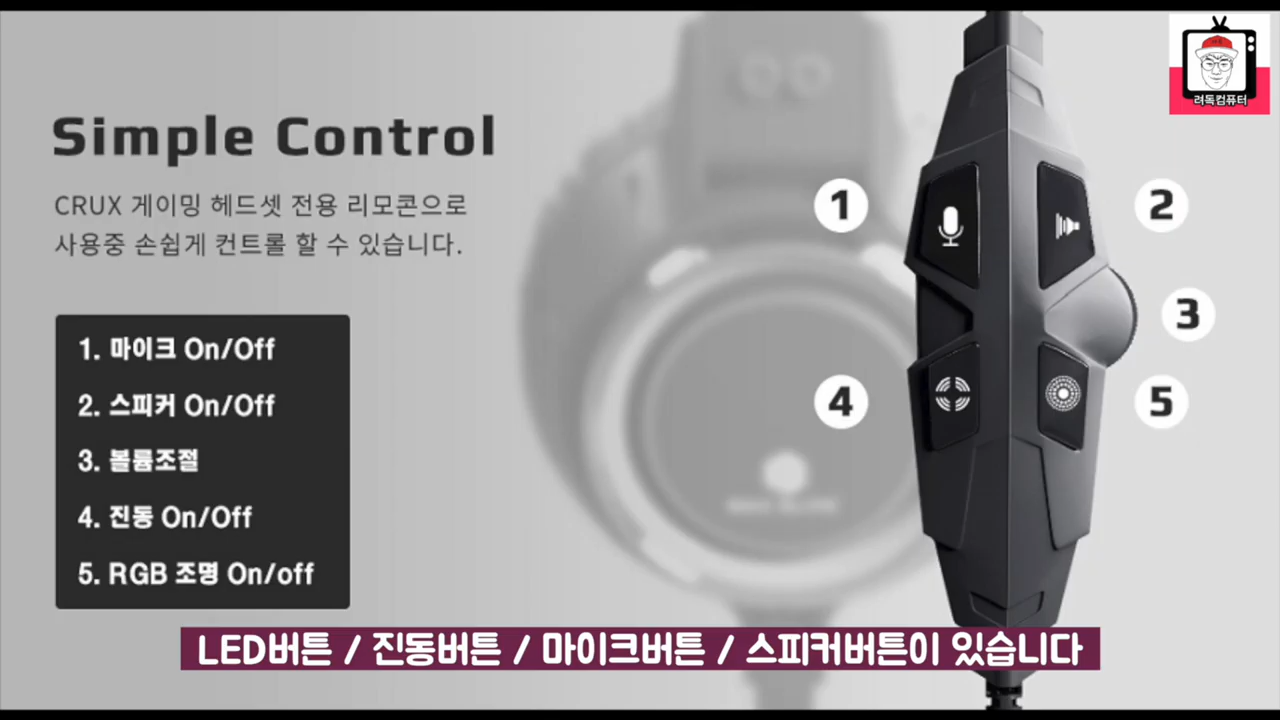 려독컴퓨터
Simple Control
CRUX 게이밍 헤드셋 전용 리모콘으로
사용중 손쉽게 컨트롤 할 수 있습니다.
1
2
3
4
5
1. 마이크 On/Off
2. 스피커 On/Off
3. 볼륨조절
4. 진동 On/Off
5. RGB 조명 On/off
LED버튼 / 진동버튼 / 마이크버튼 / 스피커버튼이 있습니다